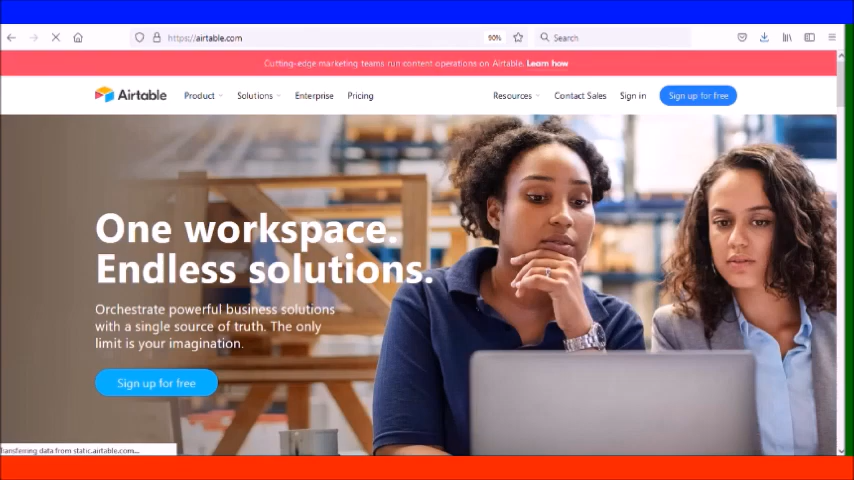 https://airtable.com
90%
Search
Cutting-edge marketing teams run content operations on Airtable. Learn how
Airtable Product Solutions Enterprise Pricing Resources Contact Sales Sign in Sign up for free
One workspace.
Endless solutions.
Orchestrate powerful business solutions
with a single source of truth. The only
limit is your imagination.
Sign up for free
Transferring data from static.airtable.com...